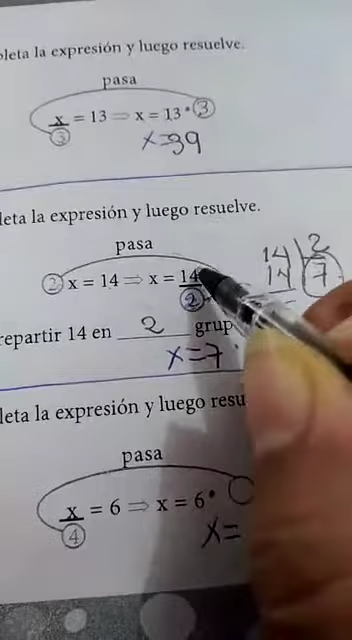 pleta la expresión y luego resuelve.
pasa
x/3 = 13 ⇒ x = 13 • 3
x=39
leta la expresión y luego resuelve.
pasa
2 x = 14 ⇒ x = 14/2
14 2
14 7
repartir 14 en 2 grup
x=7
leta la expresión y luego resu
pasa
x/4 = 6 ⇒ x = 6•
x=